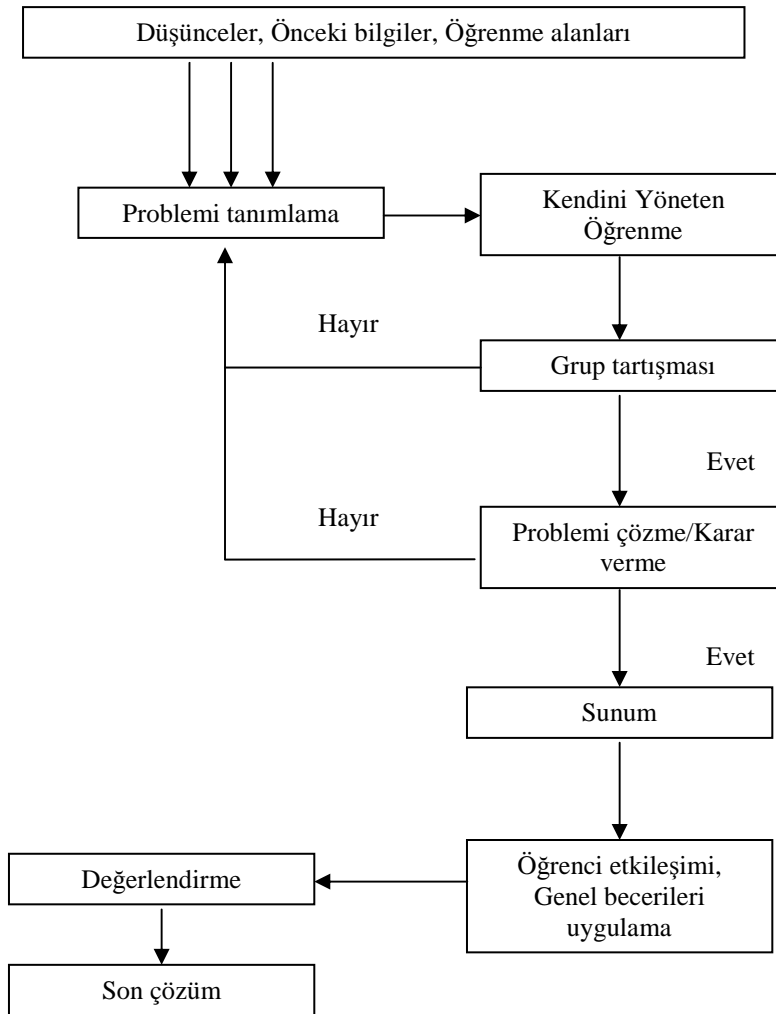 Düşünceler, Önceki bilgiler, Öğrenme alanları
Problemi tanımlama
Kendini Yöneten
Öğrenme
Hayır
Grup tartışması
Evet
Hayır
Problemi çözme/Karar
verme
Evet
Sunum
Öğrenci etkileşimi,
Genel becerileri
uygulama
Değerlendirme
Son çözüm